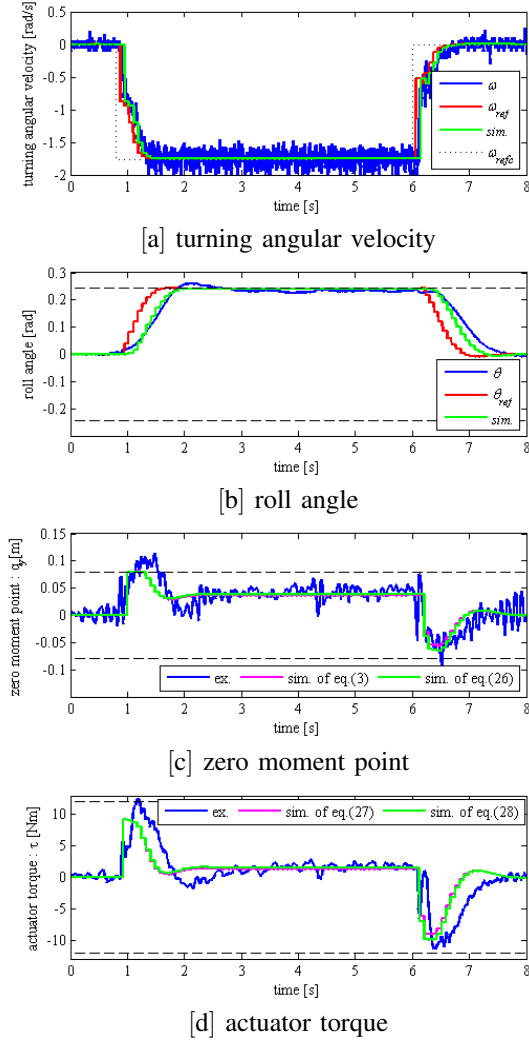 turning angular velocity [rad/s]
0
-0.5
-1
-1.5
-2
ω
ω ref
sim.
ω refc
0 1 2 3 4 5 6 7 8
time [s]
[a] turning angular velocity
roll angle [rad]
0.3
0.2
0.1
0
-0.1
-0.2
θ
θ ref
sim.
0 1 2 3 4 5 6 7 8
time [s]
[b] roll angle
zero moment point : qy[m]
0.15
0.1
0.05
0
-0.05
-0.1
ex. sim. of eq.(3) sim. of eq.(26)
0 1 2 3 4 5 6 7 8
time [s]
[c] zero moment point
actuator torque : τ [Nm]
10
5
0
-5
-10
ex. sim. of eq.(27) sim. of eq.(28)
0 1 2 3 4 5 6 7 8
time [s]
[d] actuator torque